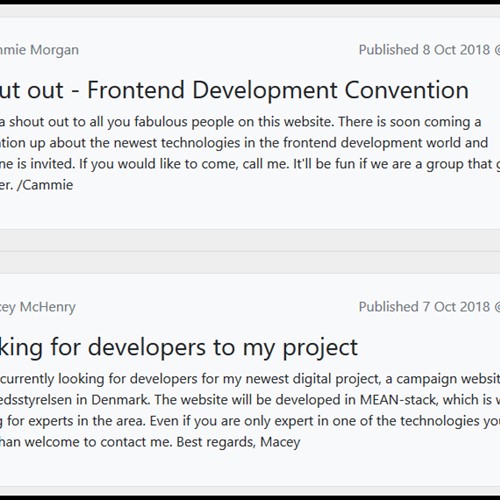 mmie Morgan Published 8 Oct 2018 @
ut out - Frontend Development Convention
a shout out to all you fabulous people on this website. There is soon coming a
tion up about the newest technologies in the frontend development world and
ne is invited. If you would like to come, call me. It'll be fun if we are a group that g
er. /Cammie
cey McHenry Published 7 Oct 2018 @
king for developers to my project
currently looking for developers for my newest digital project, a campaign websit
edsstyrelsen in Denmark. The website will be developed in MEAN-stack, which is w
g for experts in the area. Even if you are only expert in one of the technologies you
han welcome to contact me. Best regards, Macey